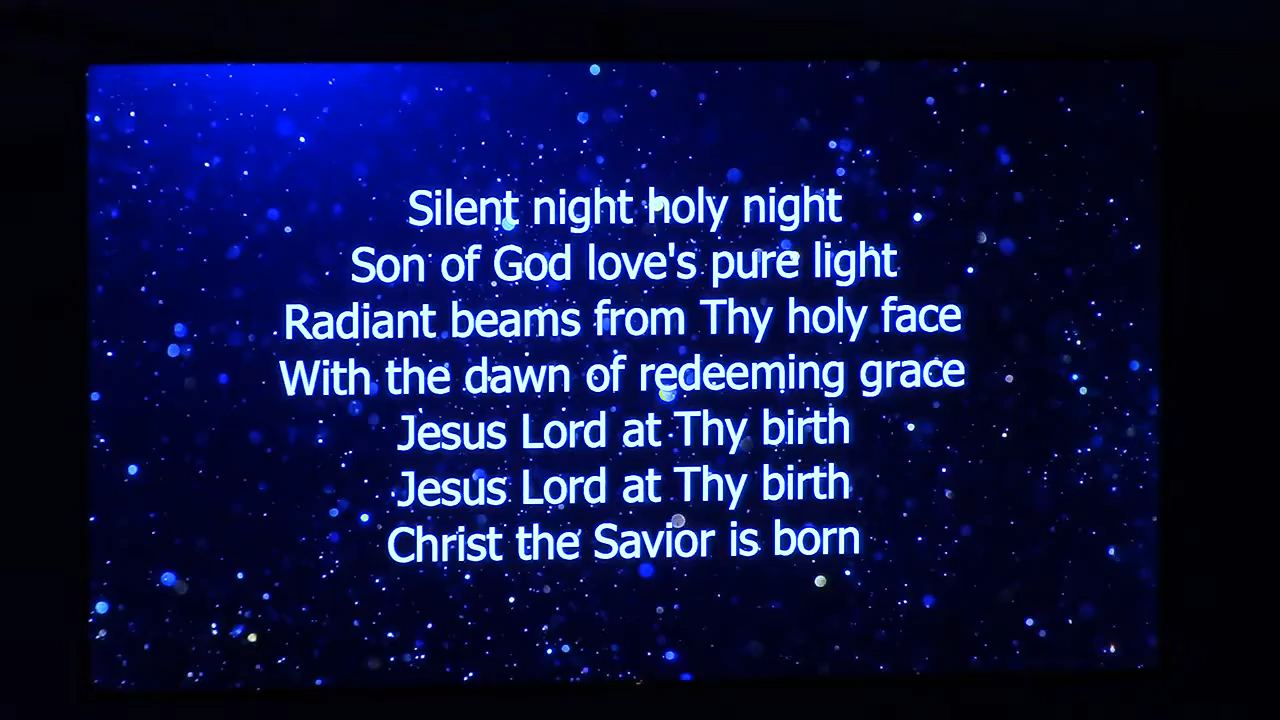 Silent night holy night
Son of God love's pure light
Radiant beams from Thy holy face
With the dawn of redeeming grace
Jesus Lord at Thy birth
Jesus Lord at Thy birth
Christ the Savior is born